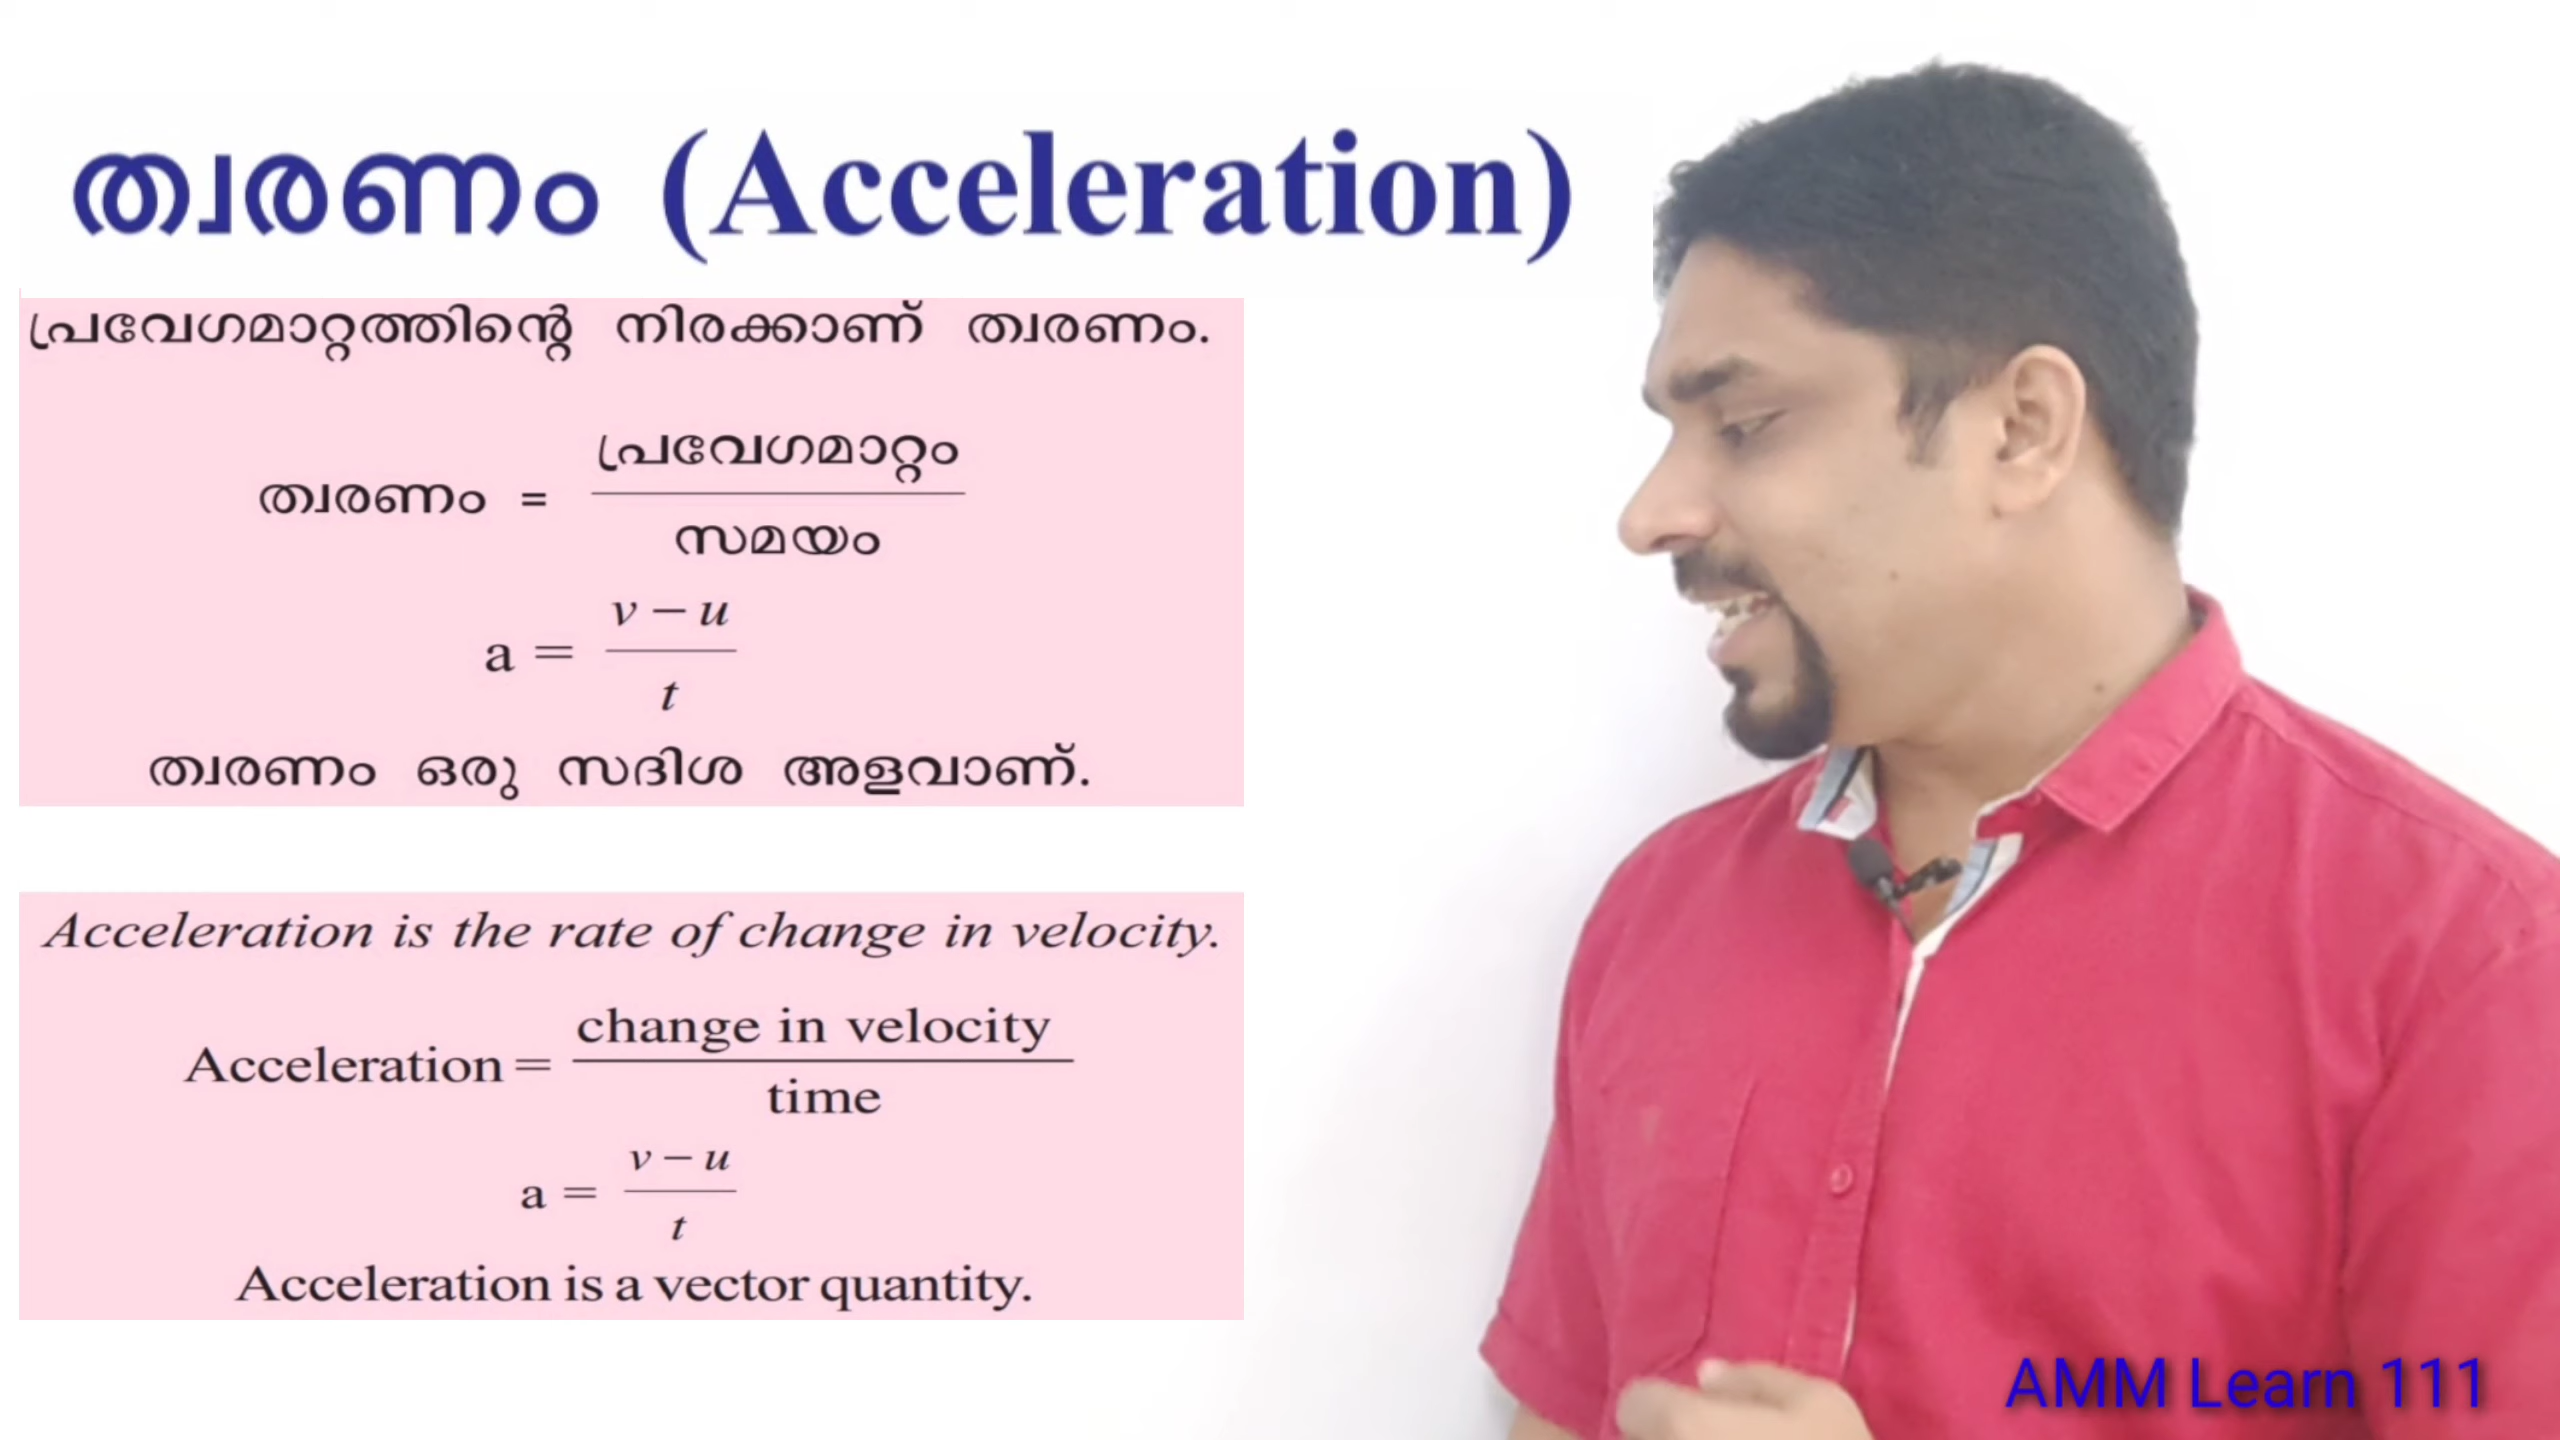 ത്വരണം (Acceleration)
പ്രവേഗമാറ്റത്തിന്റെ നിരക്കാണ് ത്വരണം.
ത്വരണം = പ്രവേഗമാറ്റം / സമയം
a = v – u / t
ത്വരണം ഒരു സദിശ അളവാണ്.
Acceleration is the rate of change in velocity.
Acceleration = change in velocity / time
a = v – u / t
Acceleration is a vector quantity.
AMM Learn 111